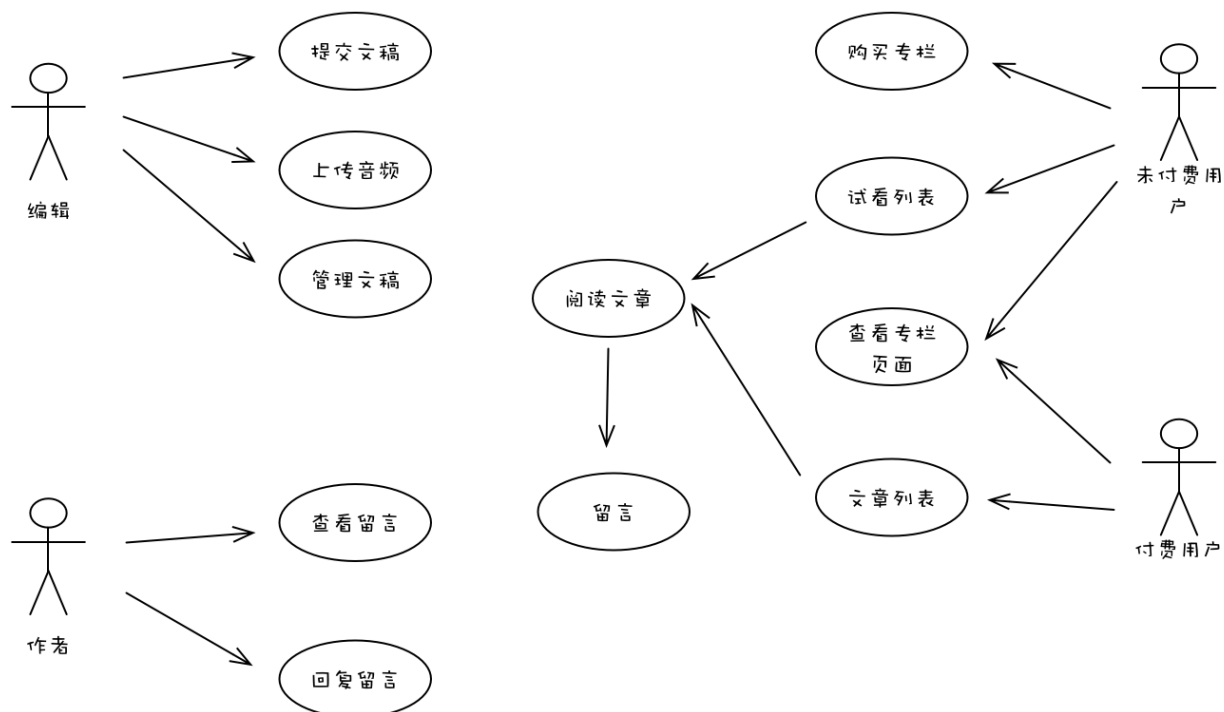 提交文稿
购买专栏
上传音频
试看列表
未付费用
户
编辑
管理文稿
阅读文章
查看专栏
页面
文章列表
留言
查看留言
付费用户
作者
回复留言